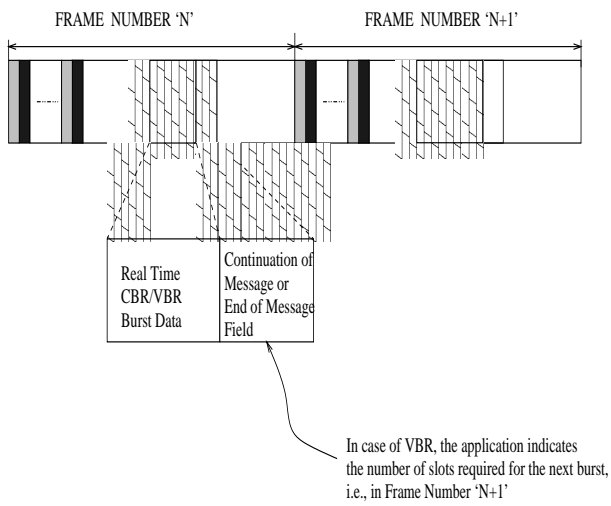 FRAME NUMBER ‘N’
FRAME NUMBER ‘N+1’
Real Time
CBR/VBR
Burst Data
Continuation of
Message or
End of Message
Field
In case of VBR, the application indicates
the number of slots required for the next burst,
i.e., in Frame Number ‘N+1’